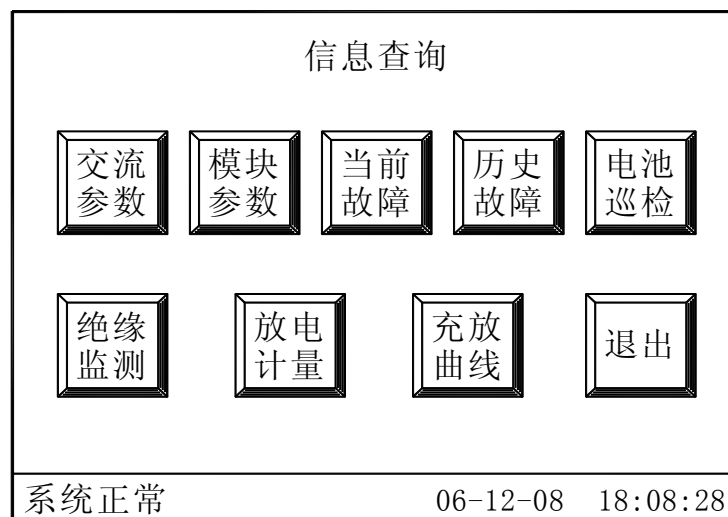 信息查询
交流 模块 当前 历史 电池
参数 参数 故障 故障 巡检
绝缘 放电 充放 退出
监测 计量 曲线
系统正常 06-12-08 18:08:28